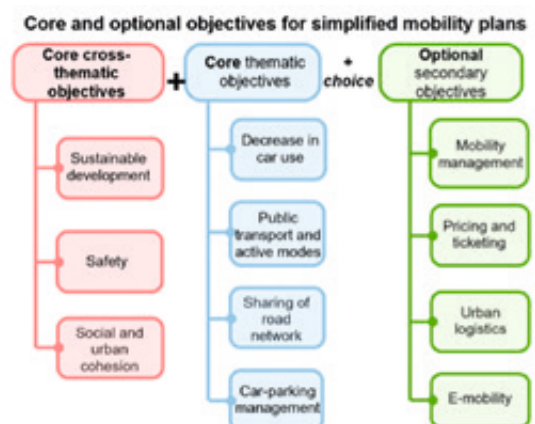 Core and optional objectives for simplified mobility plans
Core cross-
thematic
objectives
+
Core thematic
objectives
+
choice
Optional
secondary
objectives
Sustainable
development
Safety
Social and
urban
cohesion
Decrease in
car use
Public
transport and
active modes
Sharing of
road
network
Car-parking
management
Mobility
management
Pricing and
ticketing
Urban
logistics
E-mobility